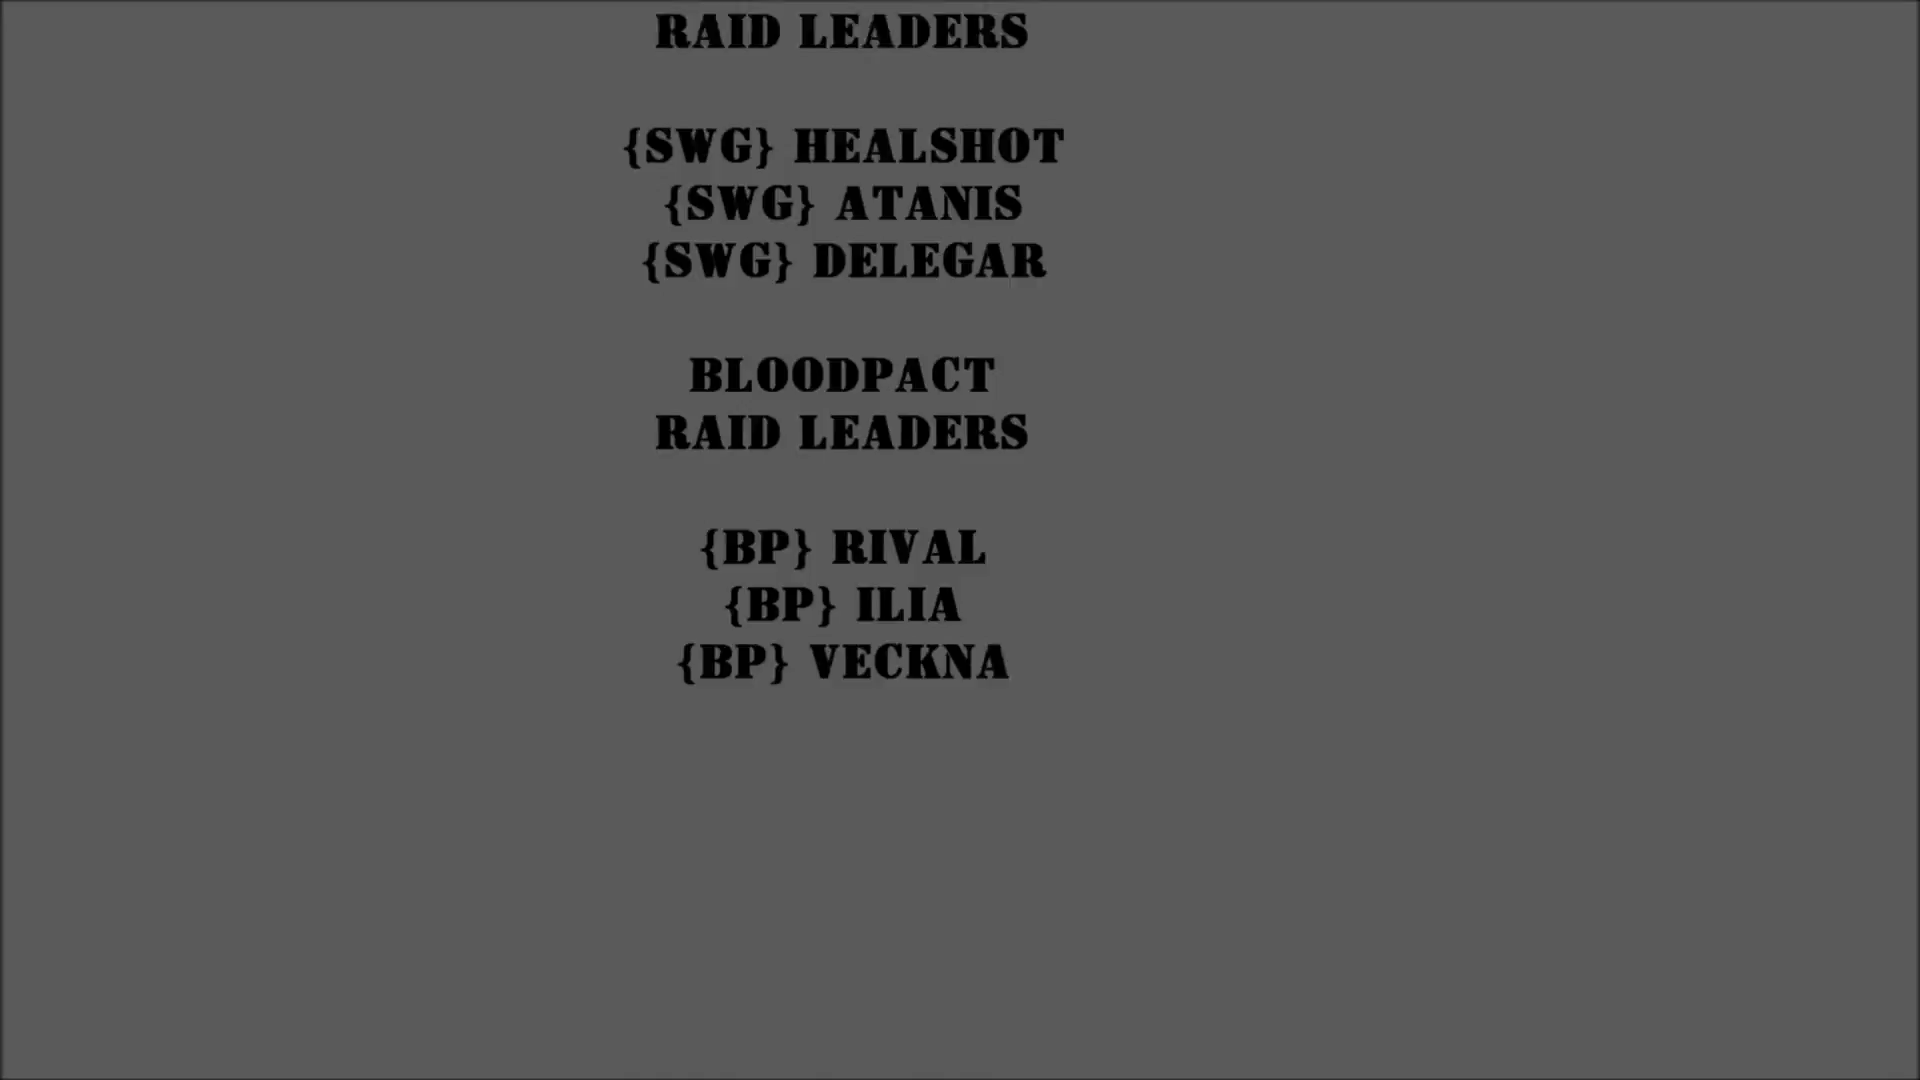 RAID LEADERS
{SWG} HEALSHOT
{SWG} ATANIS
{SWG} DELEGAR
BLOODPACT
RAID LEADERS
{BP} RIVAL
{BP} ILIA
{BP} VECKNA